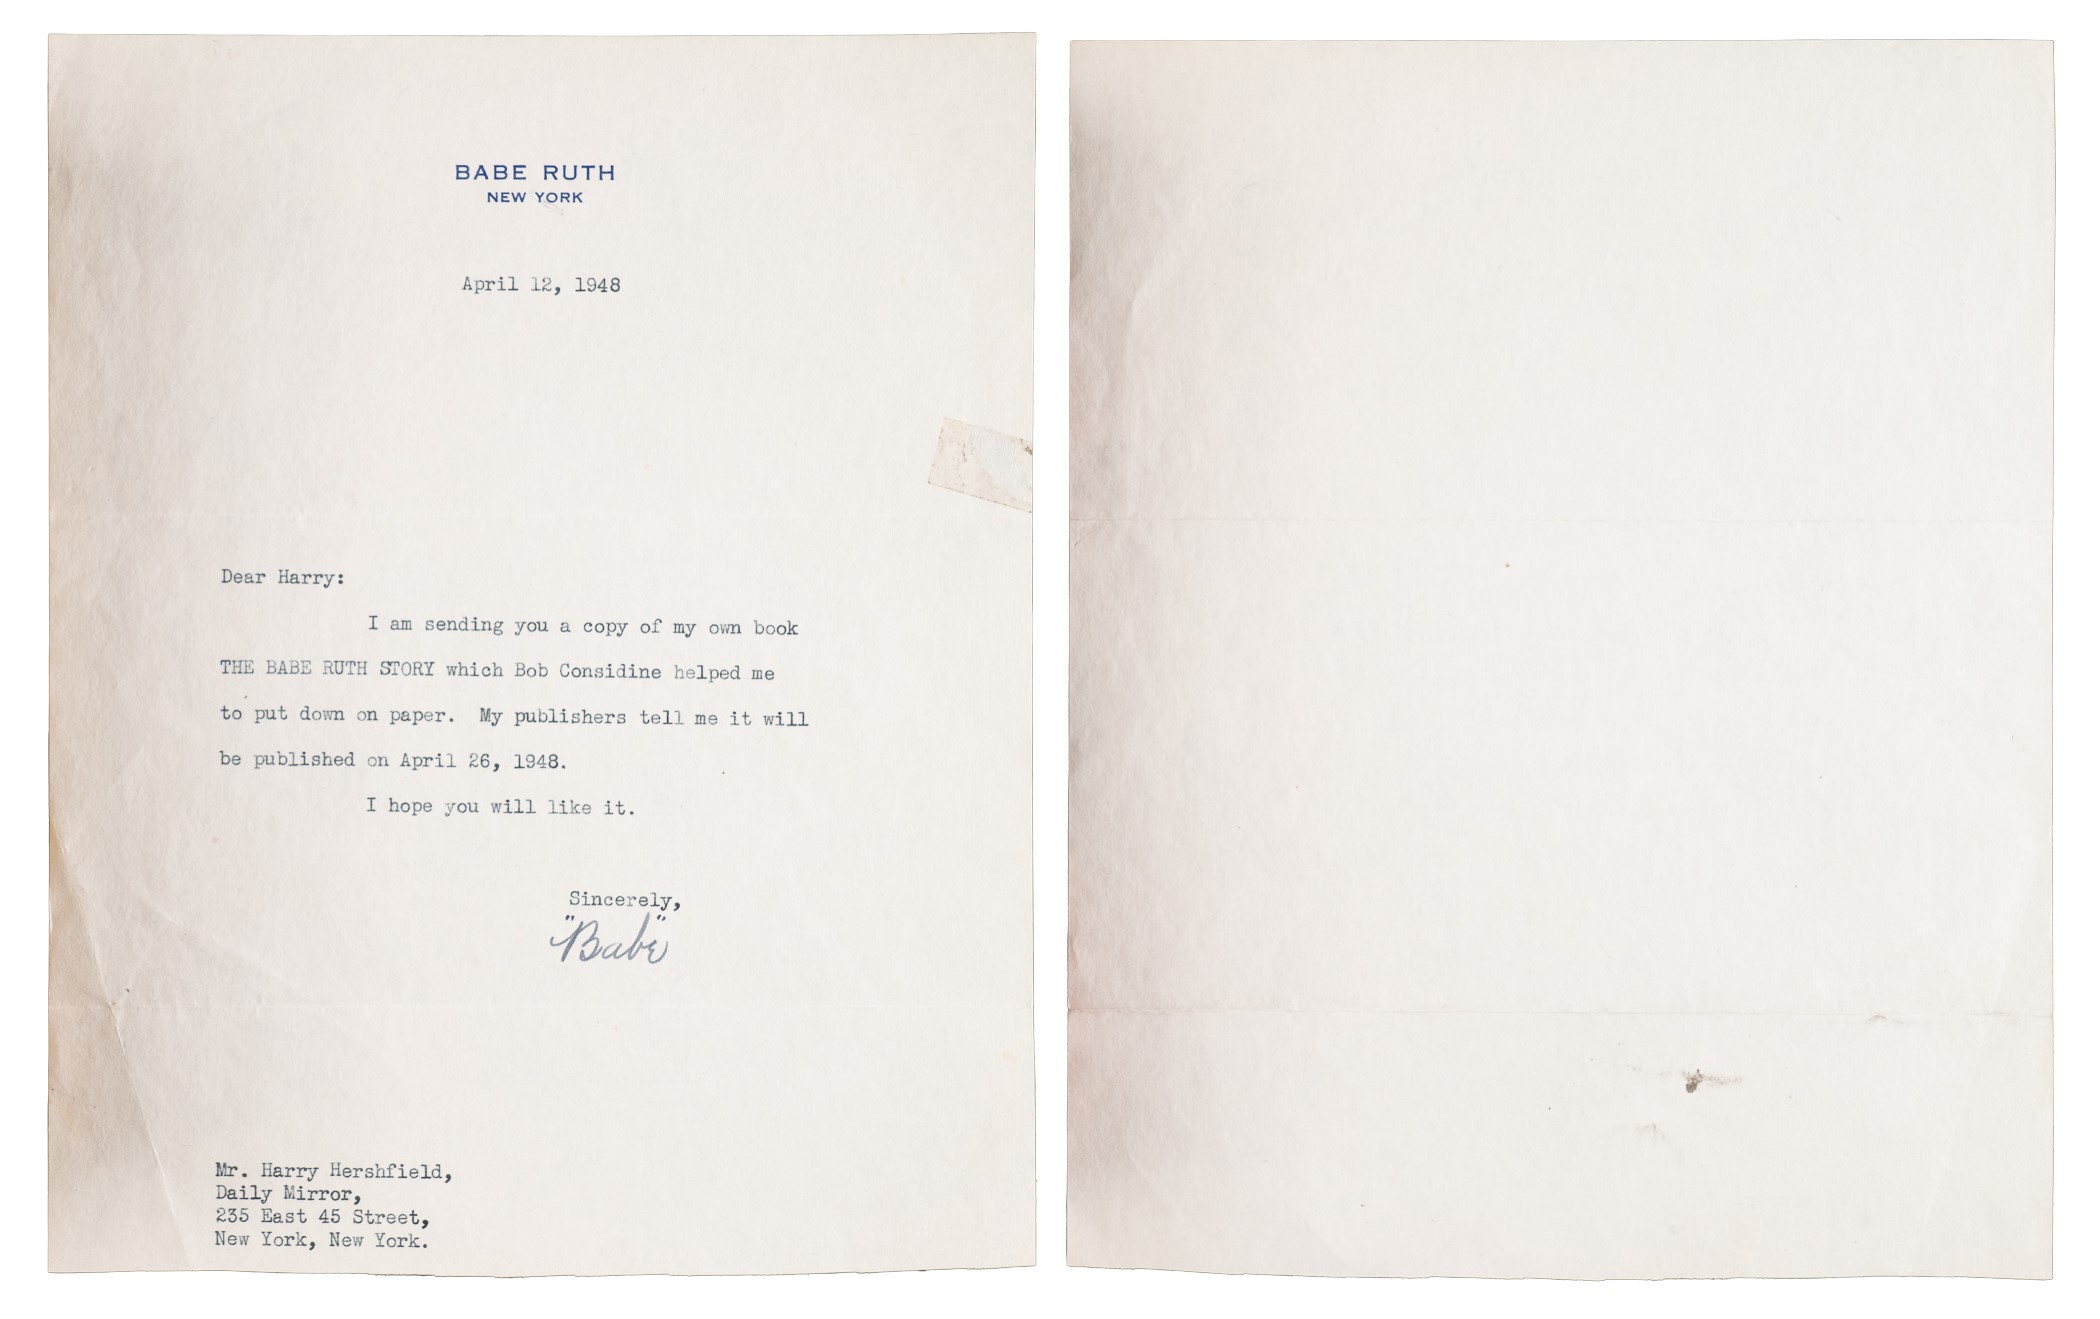 BABE RUTH
NEW YORK
April 12, 1948
Dear Harry:
I am sending you a copy of my own book
THE BABE RUTH STORY which Bob Considine helped me
to put down on paper. My publishers tell me it will
be published on April 26, 1948.
I hope you will like it.
Sincerely,
"Babe"
Mr. Harry Hershfield,
Daily Mirror,
235 East 45 Street,
New York, New York.